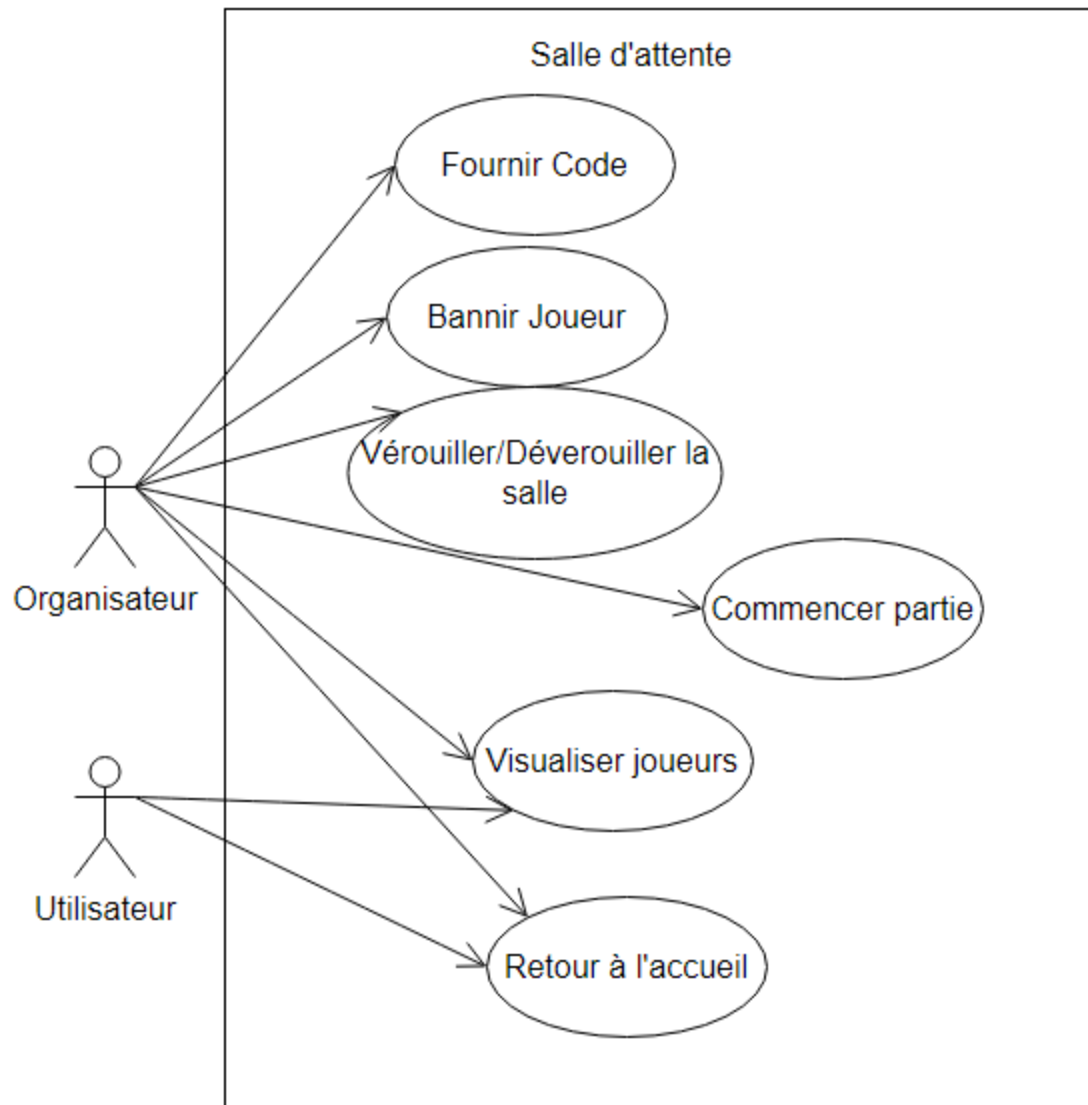 Salle d'attente
Fournir Code
Bannir Joueur
Vérouiller/Déverouiller la
salle
Organisateur
Commencer partie
Visualiser joueurs
Utilisateur
Retour à l'accueil